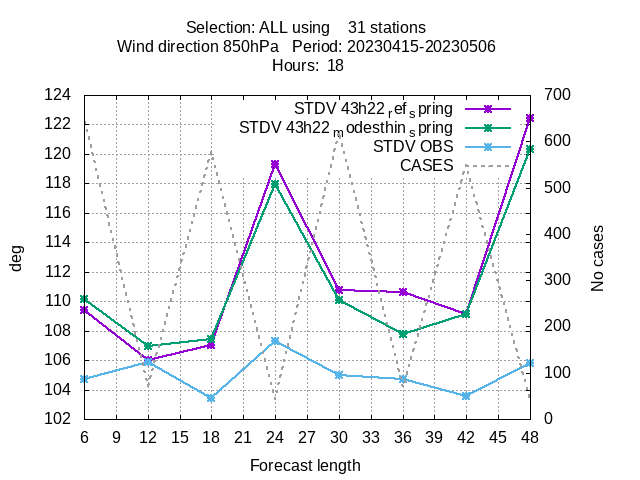 Selection: ALL using    31 stations
Wind direction 850hPa   Period: 20230415-20230506
Hours:  18
STDV 43h22 ref spring
STDV 43h22 modesthin spring
STDV OBS
CASES
deg
124
122
120
118
116
114
112
110
108
106
104
102
700
600
500
400
300
200
100
0
No cases
6 9 12 15 18 21 24 27 30 33 36 39 42 45 48
Forecast length